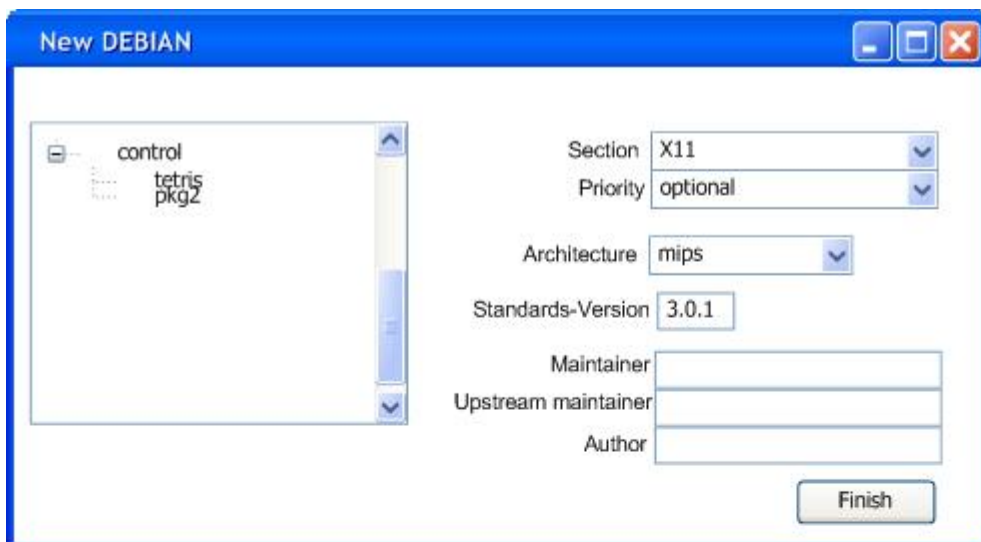 New DEBIAN
control
tetris
pkg2
Section X11
Priority optional
Architecture mips
Standards-Version 3.0.1
Maintainer
Upstream maintainer
Author
Finish